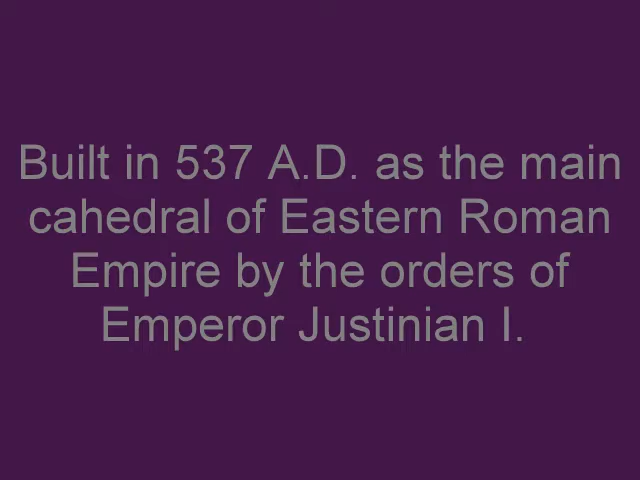 Built in 537 A.D. as the main
cahedral of Eastern Roman
Empire by the orders of
Emperor Justinian I.